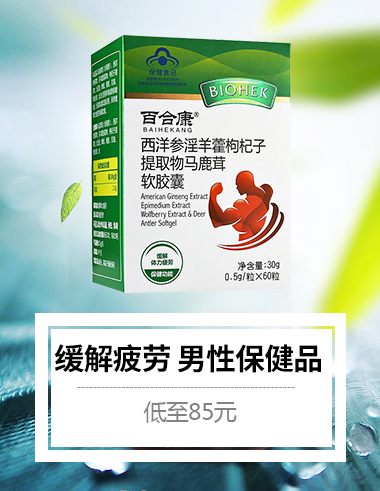 保健食品
BIOHEK
百合康®
BAIHEKANG
西洋参淫羊藿枸杞子
提取物马鹿茸
软胶囊
American Ginseng Extract
Epimedium Extract
Wolfberry Extract & Deer
Antler Softgel
缓解
体力疲劳
保健功能
净含量:30g
0.5g/粒×60粒
缓解疲劳 男性保健品
低至85元